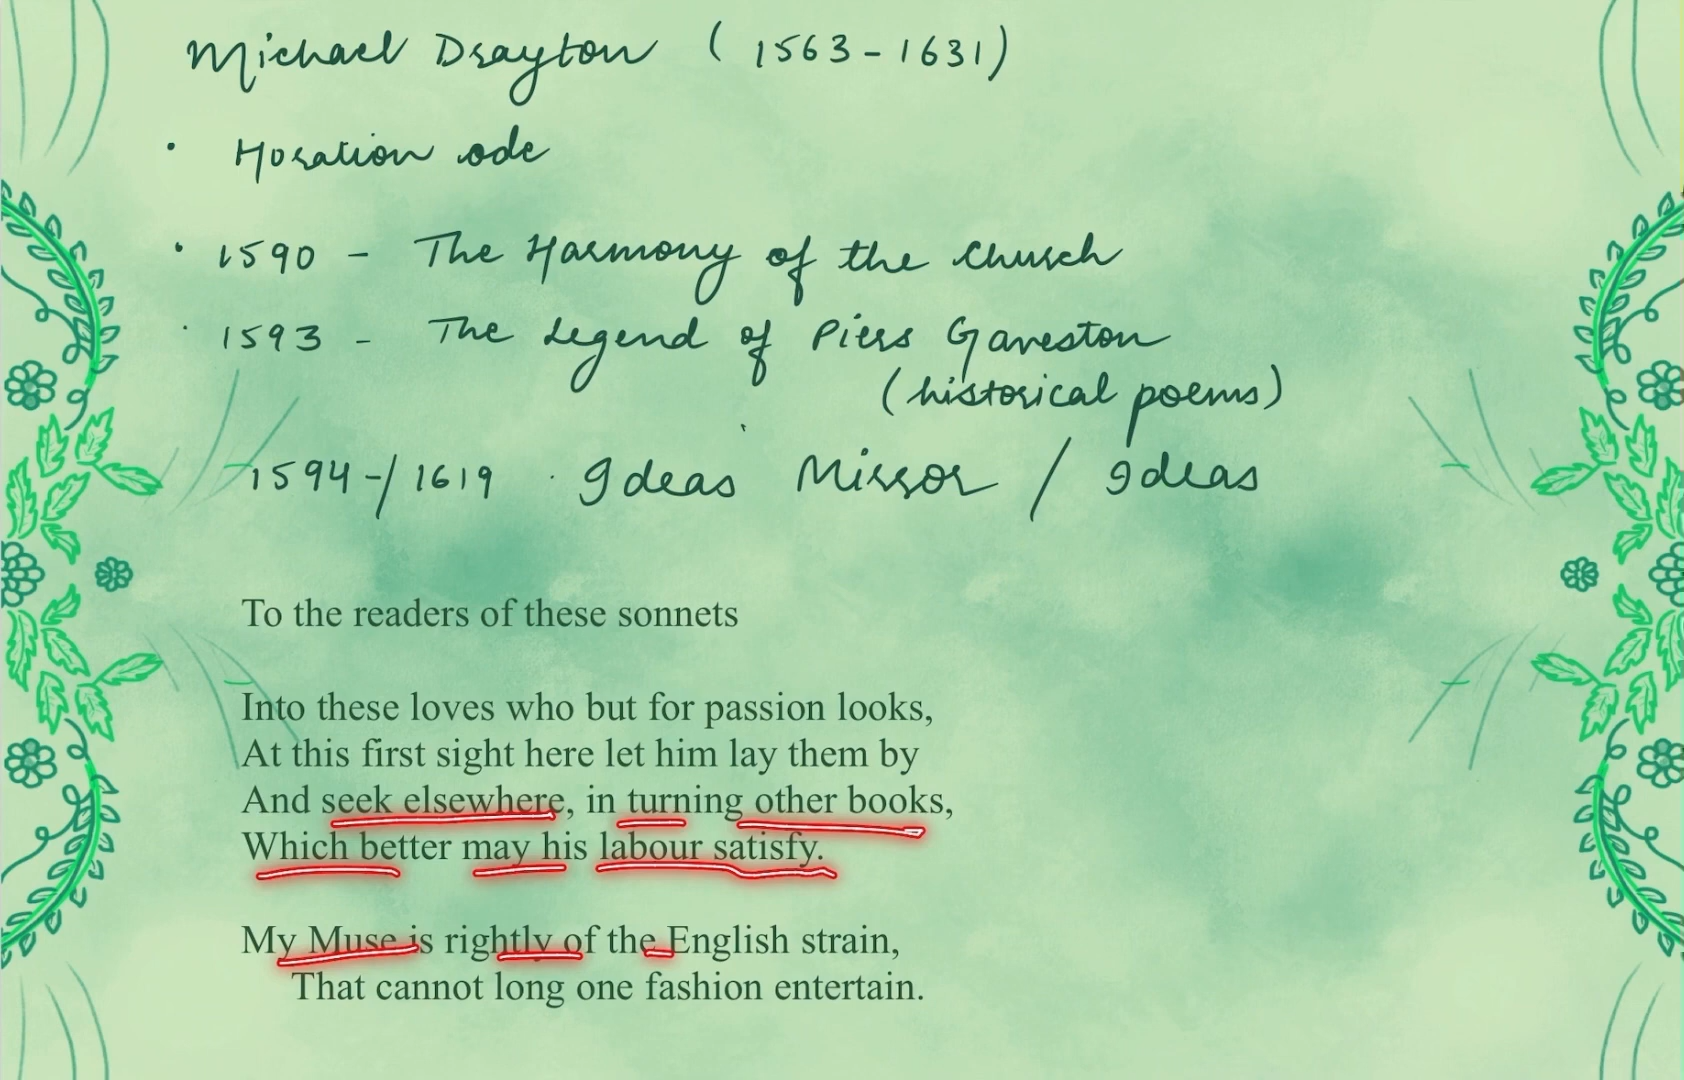 Michael Drayton ( 1563-1631)
· Horation ode
· 1590 - The Harmony of the Church
· 1593 - The Legend of Piers Gaveston
(historical poems)
1594-/ 1619 · Ideas Mirror / Ideas
To the readers of these sonnets
Into these loves who but for passion looks,
At this first sight here let him lay them by
And seek elsewhere, in turning other books,
Which better may his labour satisfy.
My Muse is rightly of the English strain,
That cannot long one fashion entertain.